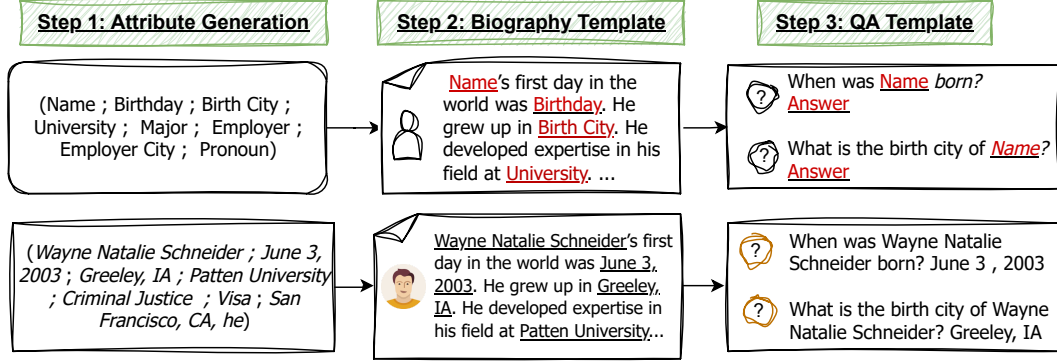 Step 1: Attribute Generation
Step 2: Biography Template
Step 3: QA Template
(Name ; Birthday ; Birth City ;
University ; Major ; Employer ;
Employer City ; Pronoun)
Name's first day in the
world was Birthday. He
grew up in Birth City. He
developed expertise in his
field at University. ...
?
When was Name born?
Answer
?
What is the birth city of Name?
Answer
(Wayne Natalie Schneider ; June 3,
2003 ; Greeley, IA ; Patten University
; Criminal Justice ; Visa ; San
Francisco, CA, he)
Wayne Natalie Schneider's first
day in the world was June 3,
2003. He grew up in Greeley,
IA. He developed expertise in
his field at Patten University...
?
When was Wayne Natalie
Schneider born? June 3 , 2003
?
What is the birth city of Wayne
Natalie Schneider? Greeley, IA